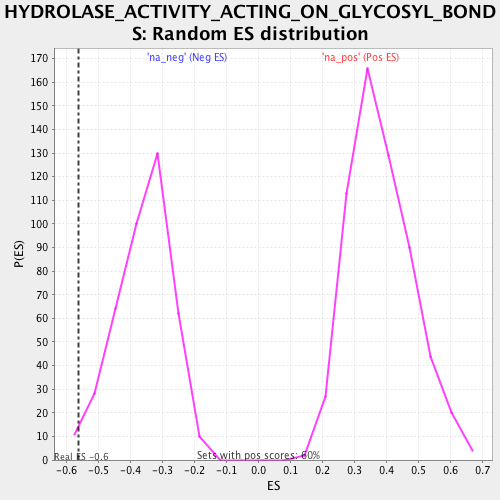 HYDROLASE_ACTIVITY_ACTING_ON_GLYCOSYL_BOND
S: Random ES distribution
'na_neg' (Neg ES) 'na_pos' (Pos ES)
170
160
150
140
130
120
110
100
90
80
70
60
50
40
30
20
10
0
P(ES)
Real ES -0.6 Sets with pos scores: 60%
-0.6 -0.5 -0.4 -0.3 -0.2 -0.1 0.0 0.1 0.2 0.3 0.4 0.5 0.6 0.7
ES